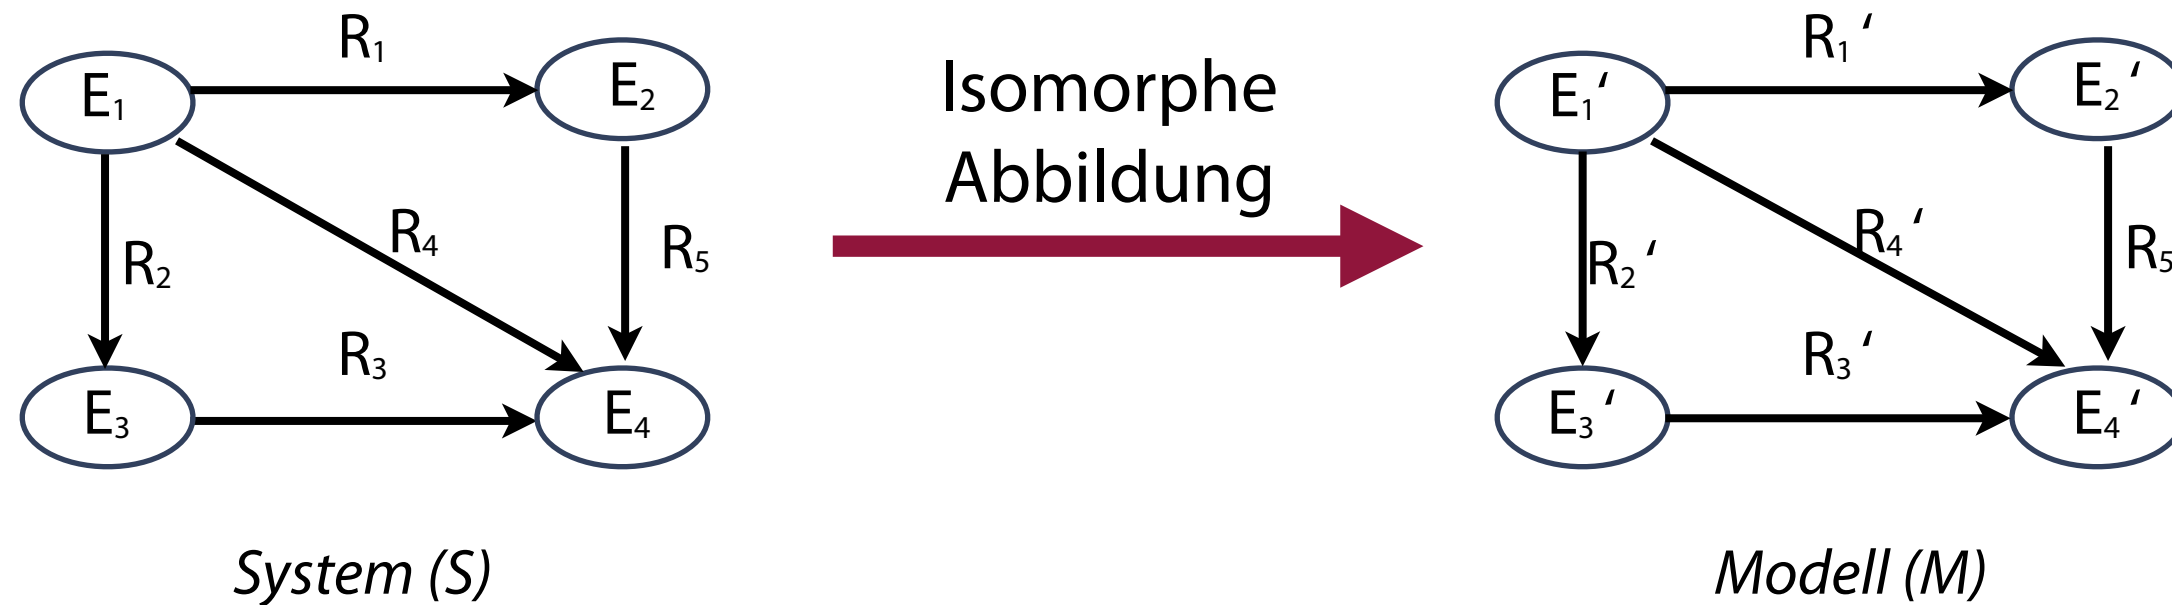 R₁
E₁
E₂
R₂
R₄
R₅
R₃
E₃
E₄
System (S)
Isomorphe
Abbildung
R₁‘
E₁‘
E₂‘
R₂‘
R₄‘
R₅
R₃‘
E₃‘
E₄‘
Modell (M)